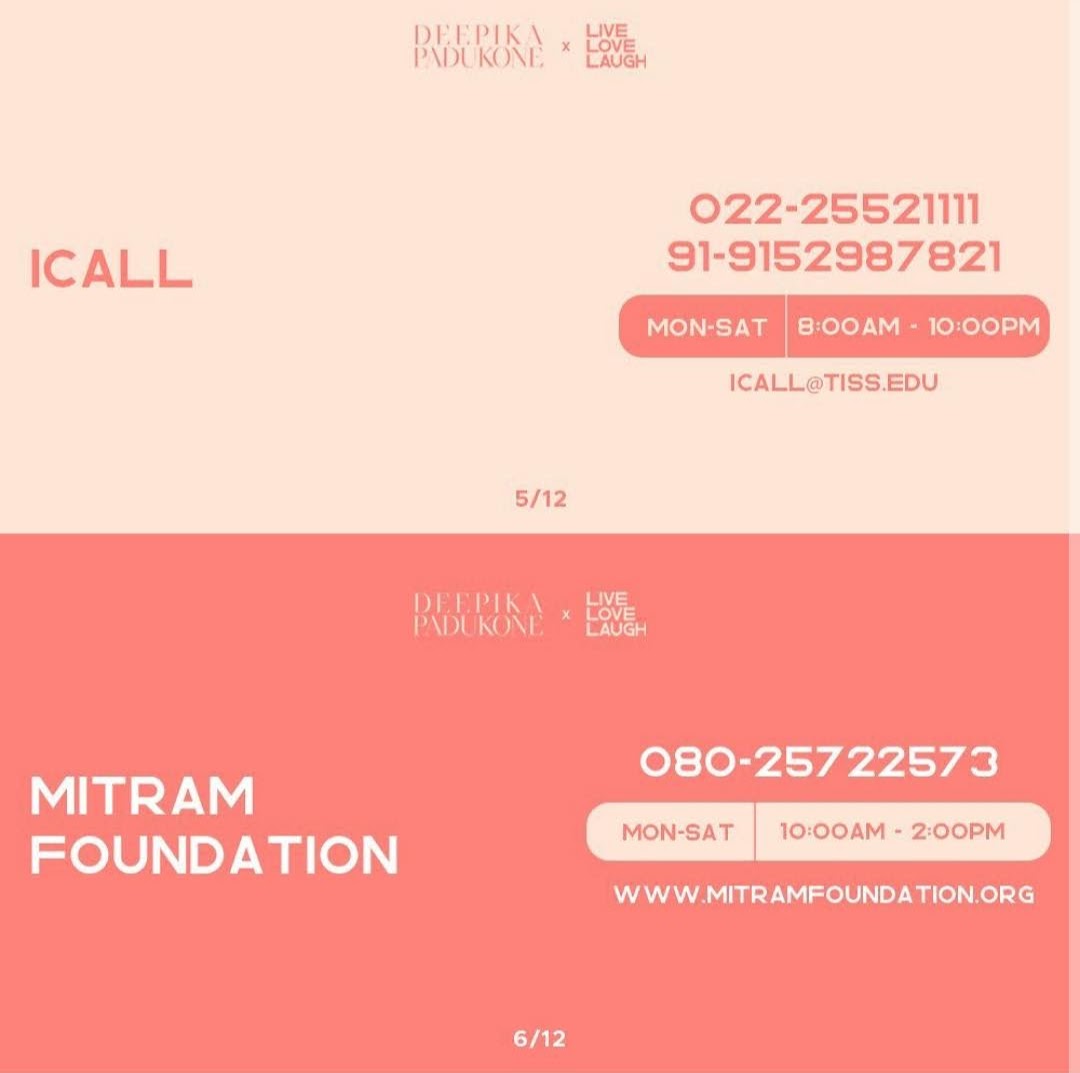 DEEPIKA
PADUKONE
x
LIVE
LOVE
LAUGH
ICALL
022-25521111
91-9152987821
MON-SAT
8:00AM - 10:00PM
ICALL@TISS.EDU
5/12
DEEPIKA
PADUKONE
x
LIVE
LOVE
LAUGH
MITRAM
FOUNDATION
080-25722573
MON-SAT
10:00AM - 2:00PM
WWW.MITRAMFOUNDATION.ORG
6/12